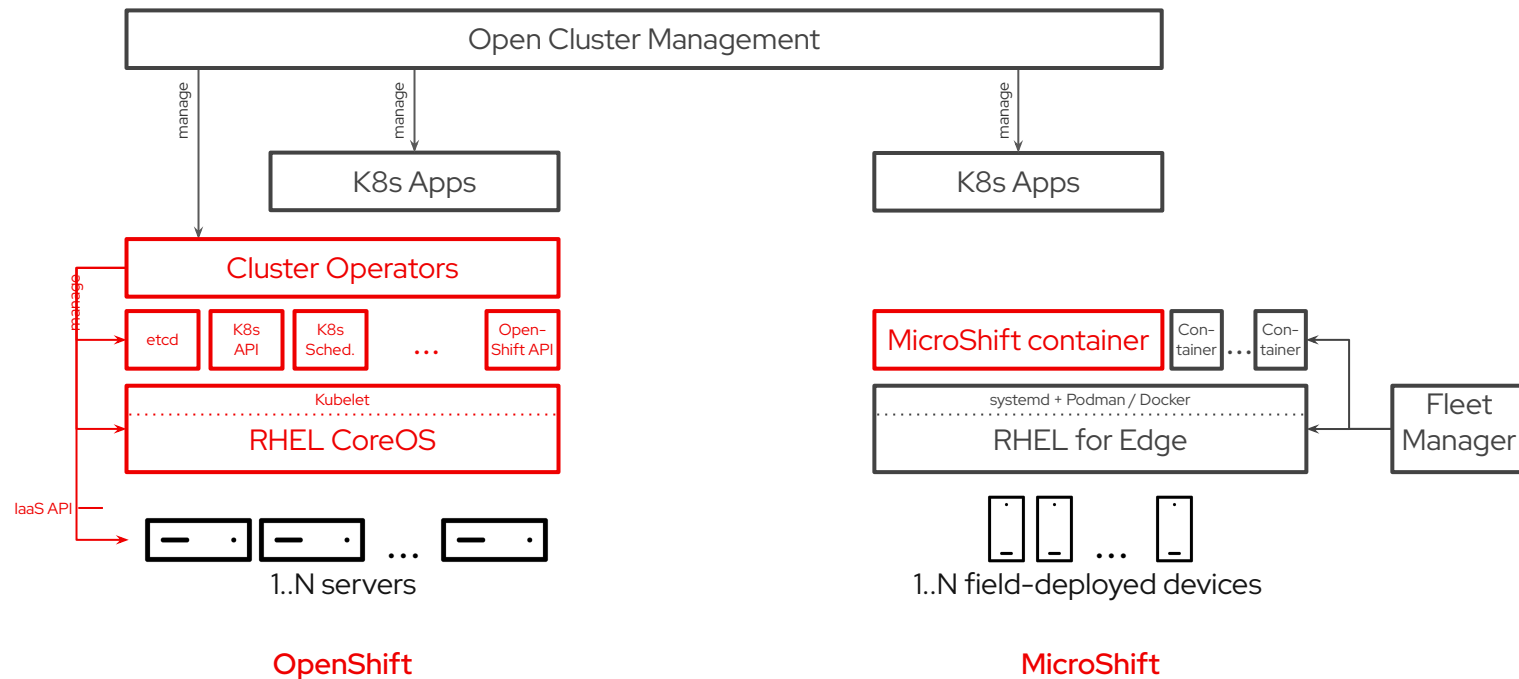 Open Cluster Management
manage
manage
manage
K8s Apps
K8s Apps
Cluster Operators
manage
etcd
K8s
API
K8s
Sched.
...
Open-
Shift API
MicroShift container
Con-
tainer
...
Con-
tainer
Kubelet
RHEL CoreOS
systemd + Podman / Docker
RHEL for Edge
Fleet
Manager
IaaS API
...
...
1..N servers
1..N field-deployed devices
OpenShift
MicroShift